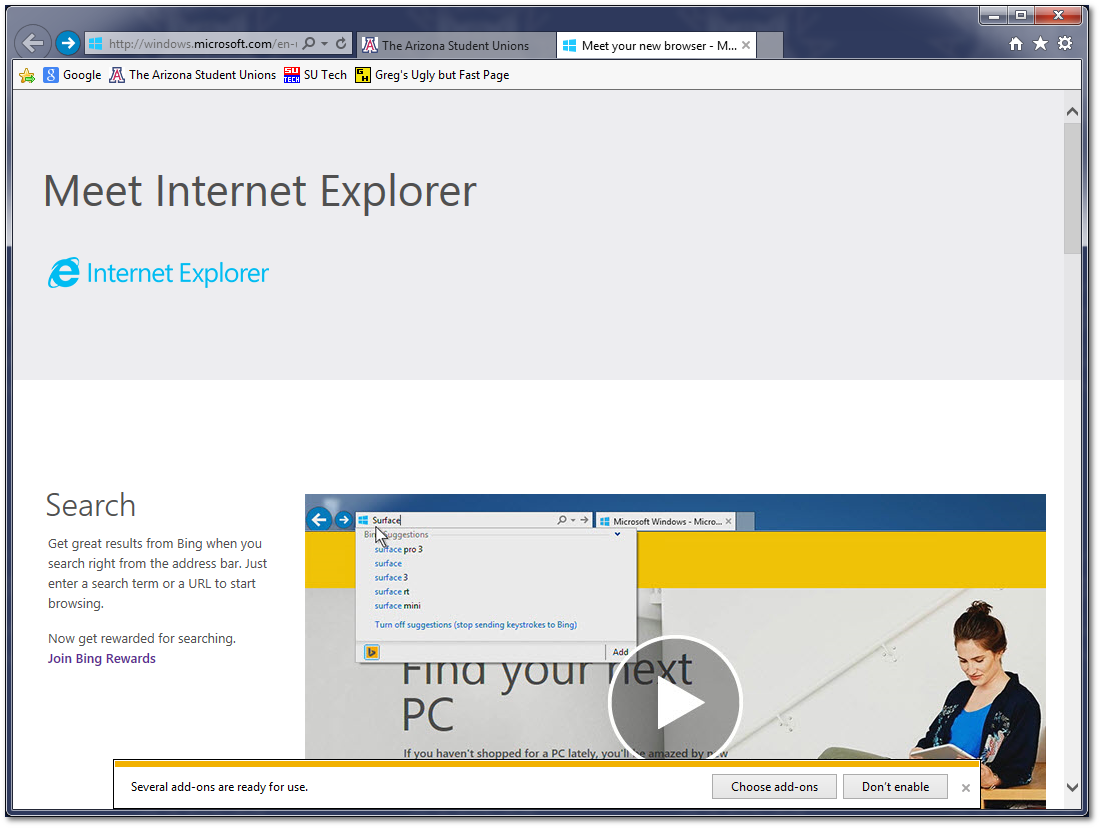 http://windows.microsoft.com/en-
The Arizona Student Unions
Meet your new browser - M...
Google
The Arizona Student Unions
SU TECH
SU Tech
G H
Greg's Ugly but Fast Page
Meet Internet Explorer
Internet Explorer
Search
Get great results from Bing when you
search right from the address bar. Just
enter a search term or a URL to start
browsing.
Now get rewarded for searching.
Join Bing Rewards
Surface
Microsoft Windows - Micro...
Suggestions
surface pro 3
surface
surface 3
surface rt
surface mini
Turn off suggestions (stop sending keystrokes to Bing)
Add
Find your next
PC
If you haven't shopped for a PC lately, you'll be amazed by new
Several add-ons are ready for use.
Choose add-ons
Don't enable